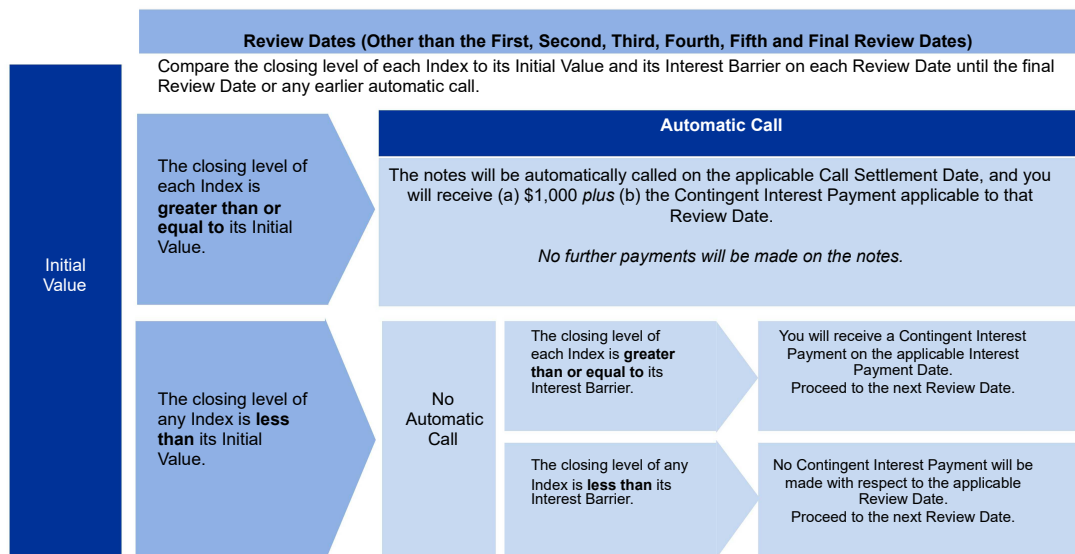 Review Dates (Other than the First, Second, Third, Fourth, Fifth and Final Review Dates)
Compare the closing level of each Index to its Initial Value and its Interest Barrier on each Review Date until the final
Review Date or any earlier automatic call.
Initial
Value
The closing level of
each Index is
greater than or
equal to its Initial
Value.
Automatic Call
The notes will be automatically called on the applicable Call Settlement Date, and you
will receive (a) $1,000 plus (b) the Contingent Interest Payment applicable to that
Review Date.
No further payments will be made on the notes.
The closing level of
any Index is less
than its Initial
Value.
No
Automatic
Call
The closing level of
each Index is greater
than or equal to its
Interest Barrier.
You will receive a Contingent Interest
Payment on the applicable Interest
Payment Date.
Proceed to the next Review Date.
The closing level of any
Index is less than its
Interest Barrier.
No Contingent Interest Payment will be
made with respect to the applicable
Review Date.
Proceed to the next Review Date.